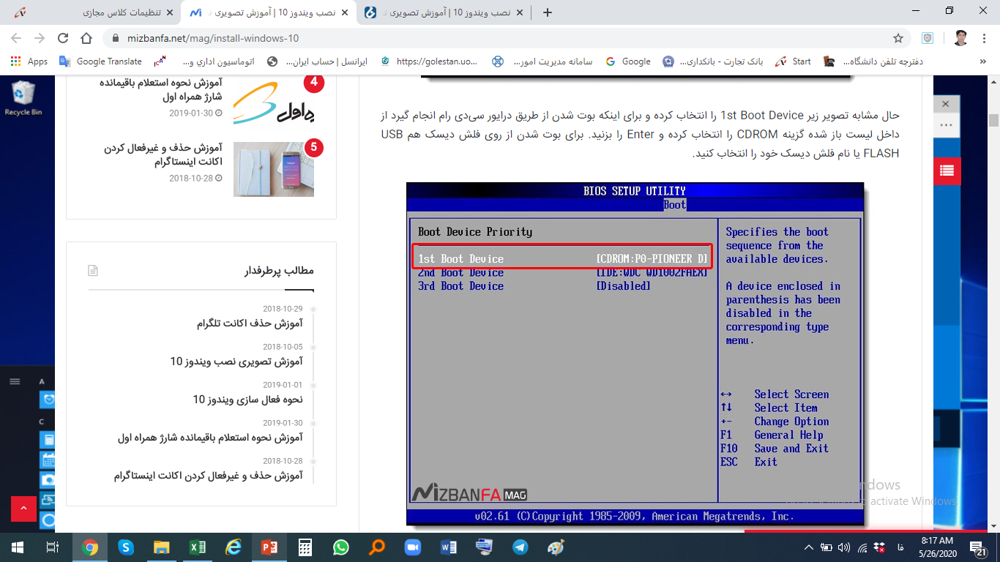 تنظیمات کلاس مجازی
نصب ویندوز 10 | آموزش تصویری
نصب ویندوز 10 | آموزش تصویری
mizbanfa.net/mag/install-windows-10
Apps
Google Translate
اتوماسیون اداري و...
ایرانسل | حساب ایران...
https://golestan.uo...
سامانه مدیریت امور...
Google
بانک تجارت - بانکداری...
Start
دفترچه تلفن دانشگاه...
Recycle Bin
4
آموزش نحوه استعلام باقیمانده
شارژ همراه اول
2019-01-30
5
آموزش حذف و غیرفعال کردن
اکانت اینستاگرام
2018-10-28
مطالب پرطرفدار
2018-10-29
آموزش حذف اکانت تلگرام
2018-10-05
آموزش تصویری نصب ویندوز 10
2019-01-01
نحوه فعال سازی ویندوز 10
2019-01-30
آموزش نحوه استعلام باقیمانده شارژ همراه اول
2018-10-28
آموزش حذف و غیرفعال کردن اکانت اینستاگرام
A
C
حال مشابه تصویر زیر 1st Boot Device را انتخاب کرده و برای اینکه بوت شدن از طریق درایور سی‌دی رام انجام گیرد از
داخل لیست باز شده گزینه CDROM را انتخاب کرده و Enter را بزنید. برای بوت شدن از روی فلش دیسک هم USB
FLASH یا نام فلش دیسک خود را انتخاب کنید.
BIOS SETUP UTILITY
Boot
Boot Device Priority
1st Boot Device [CDROM:P0-PIONEER D]
2nd Boot Device [IDE:WDC WD1002FAEX]
3rd Boot Device [Disabled]
Specifies the boot
sequence from the
available devices.
A device enclosed in
parenthesis has been
disabled in the
corresponding type
menu.
↔ Select Screen
↑↓ Select Item
+- Change Option
F1 General Help
F10 Save and Exit
ESC Exit
MIZBANFA MAG
v02.61 (C)Copyright 1985-2009, American Megatrends, Inc.
activate Windows
فا
8:17 AM
5/26/2020
21